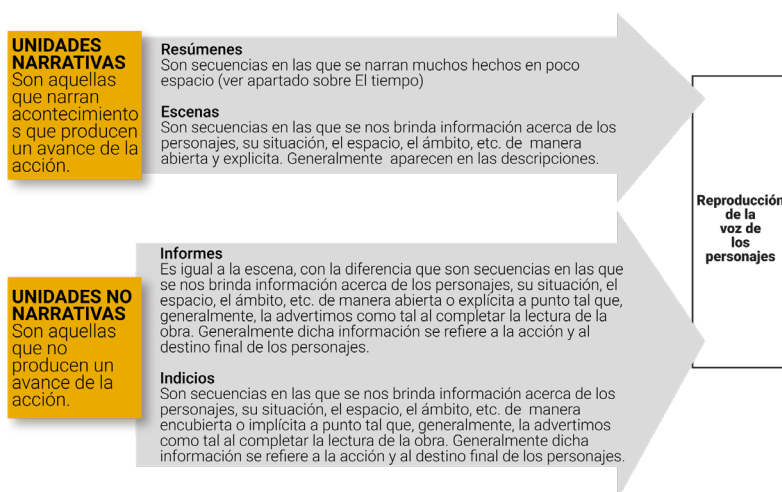 UNIDADES
NARRATIVAS
Son aquellas
que narran
acontecimiento
s que producen
un avance de la
acción.
Resúmenes
Son secuencias en las que se narran muchos hechos en poco
espacio (ver apartado sobre El tiempo)
Escenas
Son secuencias en las que se nos brinda información acerca de los
personajes, su situación, el espacio, el ámbito, etc. de manera
abierta y explicita. Generalmente aparecen en las descripciones.
UNIDADES NO
NARRATIVAS
Son aquellas
que no
producen un
avance de la
acción.
Informes
Es igual a la escena, con la diferencia que son secuencias en las que
se nos brinda información acerca de los personajes, su situación, el
espacio, el ámbito, etc. de manera abierta o explícita a punto tal que,
generalmente, la advertimos como tal al completar la lectura de la
obra. Generalmente dicha información se refiere a la acción y al
destino final de los personajes.
Indicios
Son secuencias en las que se nos brinda información acerca de los
personajes, su situación, el espacio, el ámbito, etc. de manera
encubierta o implícita a punto tal que, generalmente, la advertimos
como tal al completar la lectura de la obra. Generalmente dicha
información se refiere a la acción y al destino final de los personajes.
Reproducción
de la
voz de
los
personajes